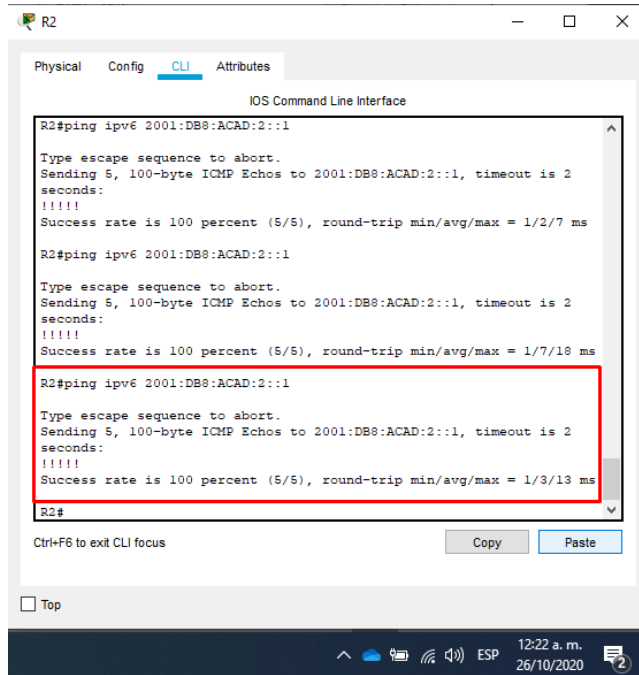 R2
Physical Config CLI Attributes
IOS Command Line Interface
R2#ping ipv6 2001:DB8:ACAD:2::1
Type escape sequence to abort.
Sending 5, 100-byte ICMP Echos to 2001:DB8:ACAD:2::1, timeout is 2
seconds:
!!!!!
Success rate is 100 percent (5/5), round-trip min/avg/max = 1/2/7 ms
R2#ping ipv6 2001:DB8:ACAD:2::1
Type escape sequence to abort.
Sending 5, 100-byte ICMP Echos to 2001:DB8:ACAD:2::1, timeout is 2
seconds:
!!!!!
Success rate is 100 percent (5/5), round-trip min/avg/max = 1/7/18 ms
R2#ping ipv6 2001:DB8:ACAD:2::1
Type escape sequence to abort.
Sending 5, 100-byte ICMP Echos to 2001:DB8:ACAD:2::1, timeout is 2
seconds:
!!!!!
Success rate is 100 percent (5/5), round-trip min/avg/max = 1/3/13 ms
R2#
Ctrl+F6 to exit CLI focus
Copy Paste
Top
ESP
12:22 a. m.
26/10/2020
2